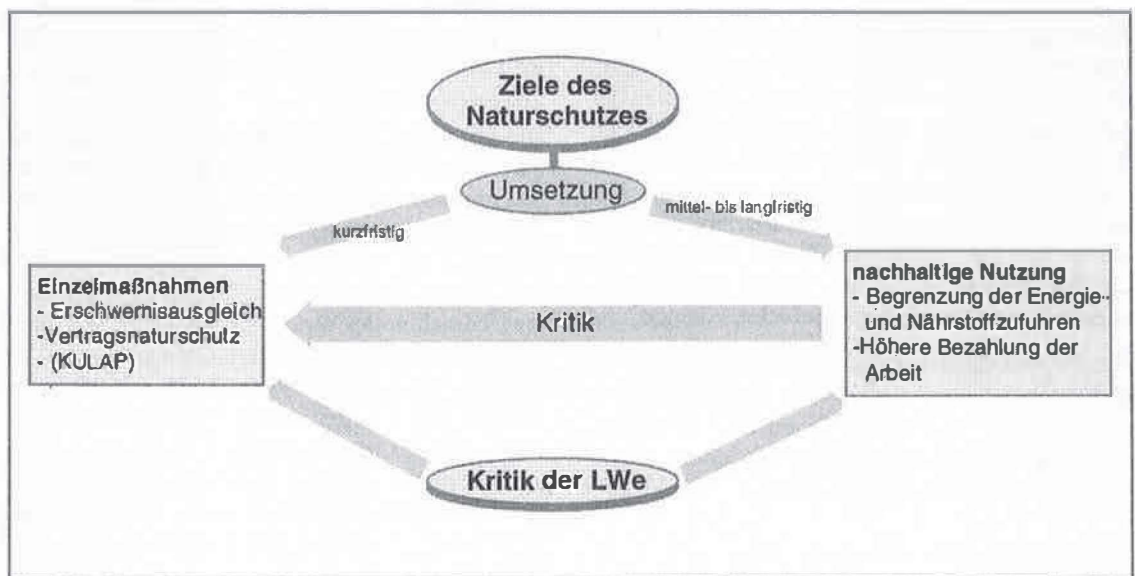 Ziele des
Naturschutzes
Umsetzung
kurzfristig
mittel- bis langfristig
Einzelmaßnahmen
- Erschwernisausgleich
-Vertragsnaturschutz
- (KULAP)
Kritik
nachhaltige Nutzung
- Begrenzung der Energie-
und Nährstoffzufuhren
-Höhere Bezahlung der
Arbeit
Kritik der LWe